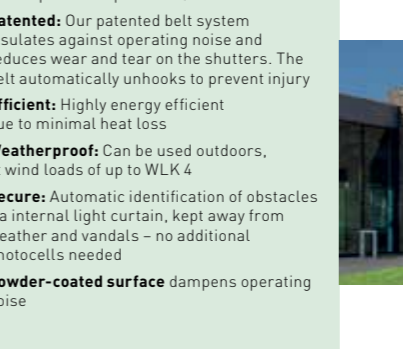 atented: Our patented belt system
sulates against operating noise and
educes wear and tear on the shutters. The
elt automatically unhooks to prevent injury
fficient: Highly energy efficient
ue to minimal heat loss
eatherproof: Can be used outdoors,
t wind loads of up to WLK 4
ecure: Automatic identification of obstacles
a internal light curtain, kept away from
eather and vandals – no additional
hotocells needed
owder-coated surface dampens operating
oise